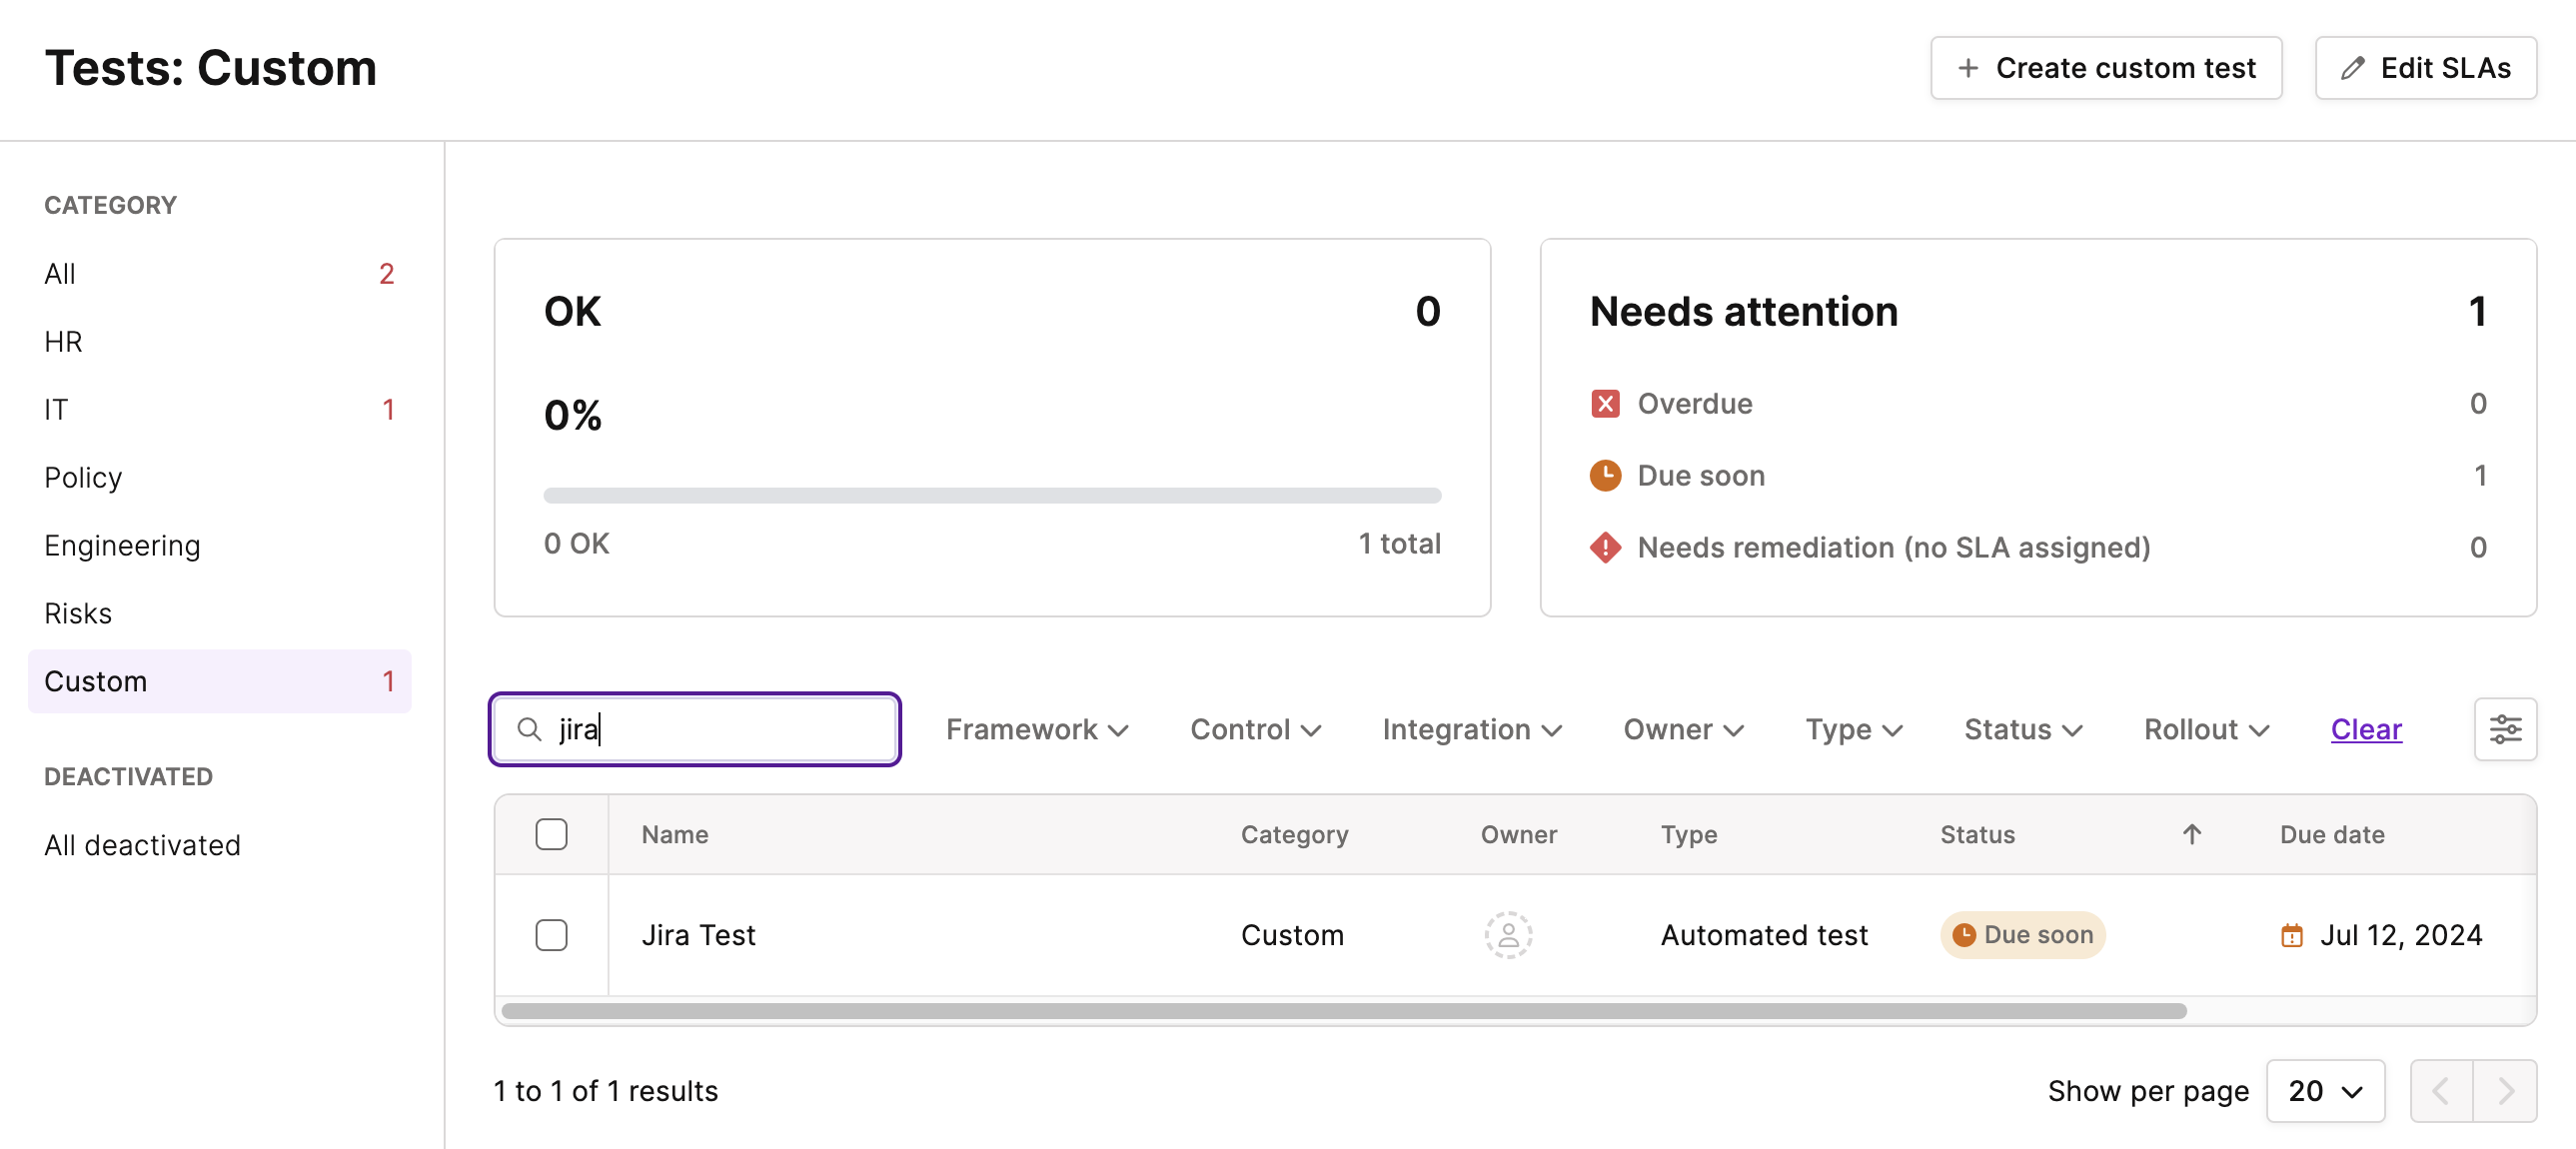 Tests: Custom
Create custom test
Edit SLAs
CATEGORY
All 2
HR
IT 1
Policy
Engineering
Risks
Custom 1
DEACTIVATED
All deactivated
OK 0
0%
0 OK 1 total
Needs attention 1
Overdue 0
Due soon 1
Needs remediation (no SLA assigned) 0
jira Framework Control Integration Owner Type Status Rollout Clear
Name Category Owner Type Status Due date
Jira Test Custom Automated test Due soon Jul 12, 2024
1 to 1 of 1 results
Show per page 20